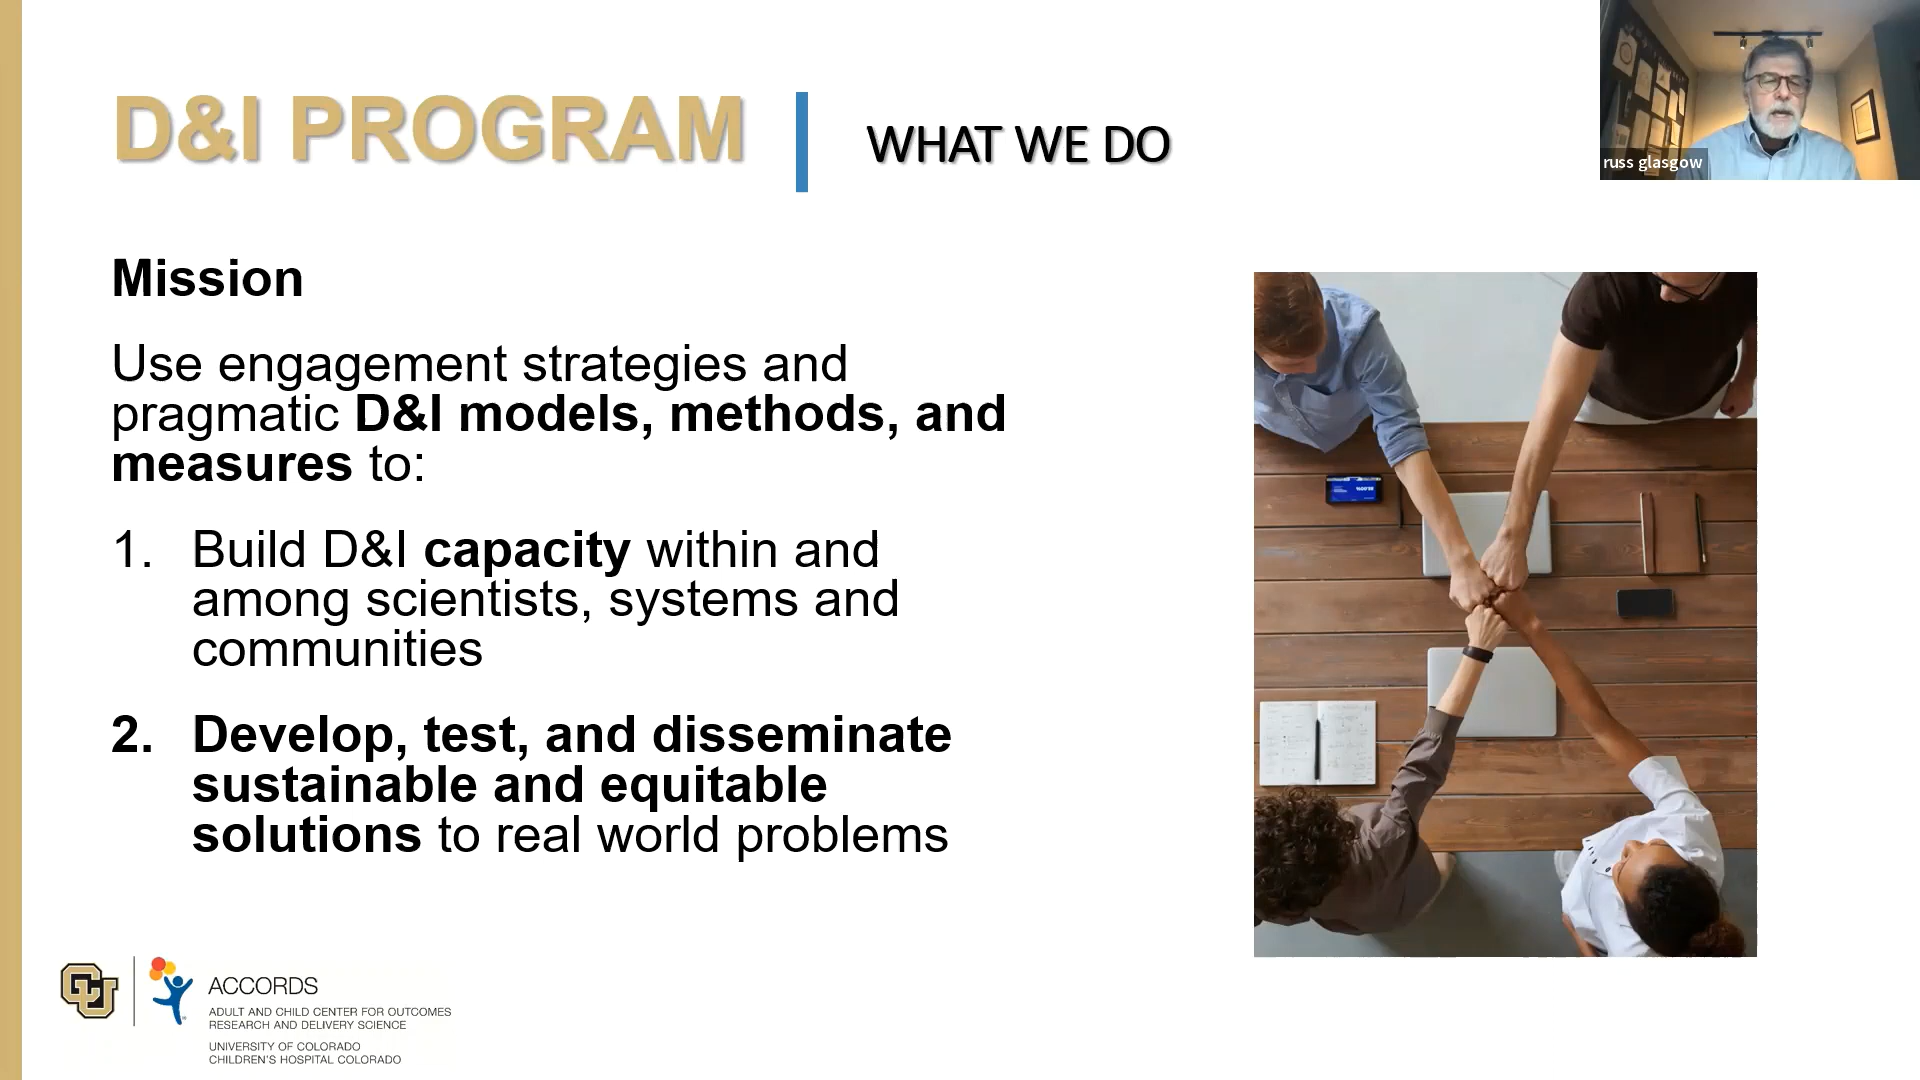 D&I PROGRAM
WHAT WE DO
russ glasgow
Mission
Use engagement strategies and
pragmatic D&I models, methods, and
measures to:
1. Build D&I capacity within and
among scientists, systems and
communities
2. Develop, test, and disseminate
sustainable and equitable
solutions to real world problems
CU
ACCORDS
ADULT AND CHILD CENTER FOR OUTCOMES
RESEARCH AND DELIVERY SCIENCE
UNIVERSITY OF COLORADO
CHILDREN'S HOSPITAL COLORADO